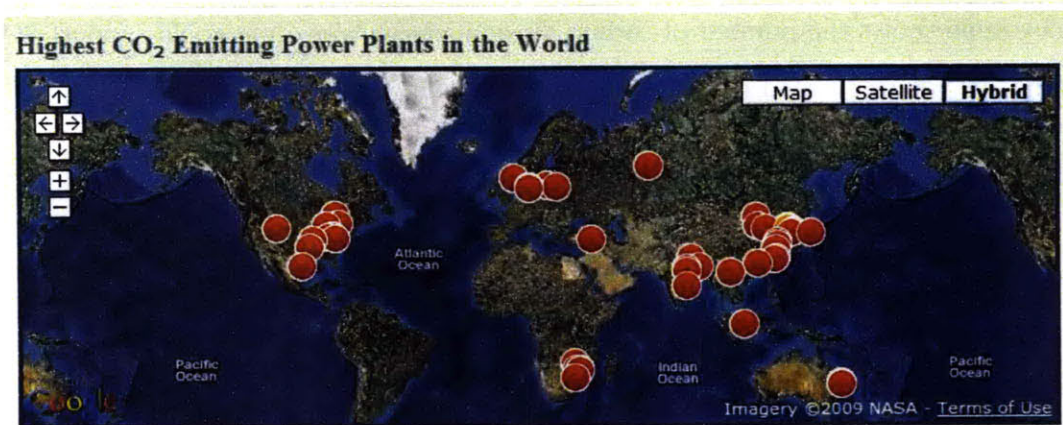 Highest CO₂ Emitting Power Plants in the World
Map Satellite Hybrid
Atlantic
Ocean
Pacific
Ocean
Indian
Ocean
Pacific
Ocean
Imagery ©2009 NASA - Terms of Use